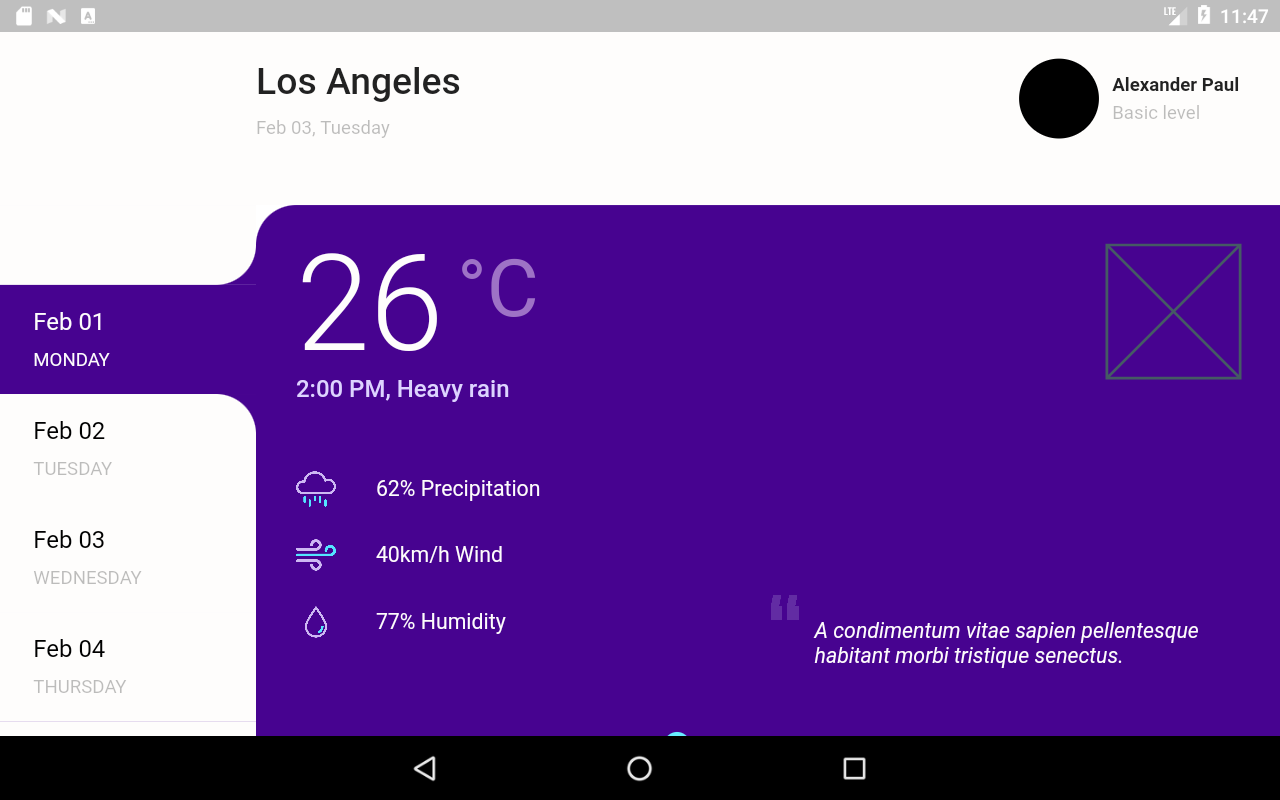 LTE 11:47
Los Angeles
Feb 03, Tuesday
Alexander Paul
Basic level
26 °C
2:00 PM, Heavy rain
Feb 01
MONDAY
Feb 02
TUESDAY
Feb 03
WEDNESDAY
Feb 04
THURSDAY
62% Precipitation
40km/h Wind
77% Humidity
“
A condimentum vitae sapien pellentesque
habitant morbi tristique senectus.